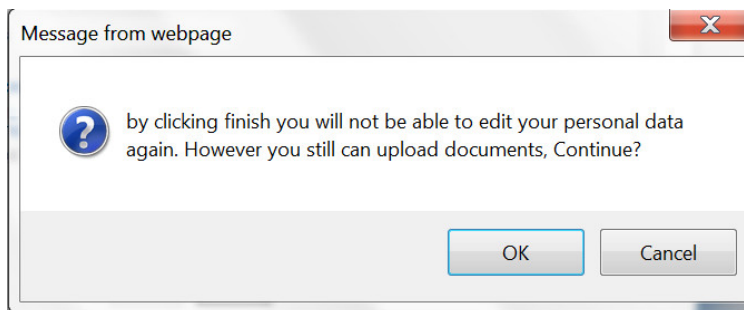 Message from webpage
by clicking finish you will not be able to edit your personal data
again. However you still can upload documents, Continue?
OK
Cancel